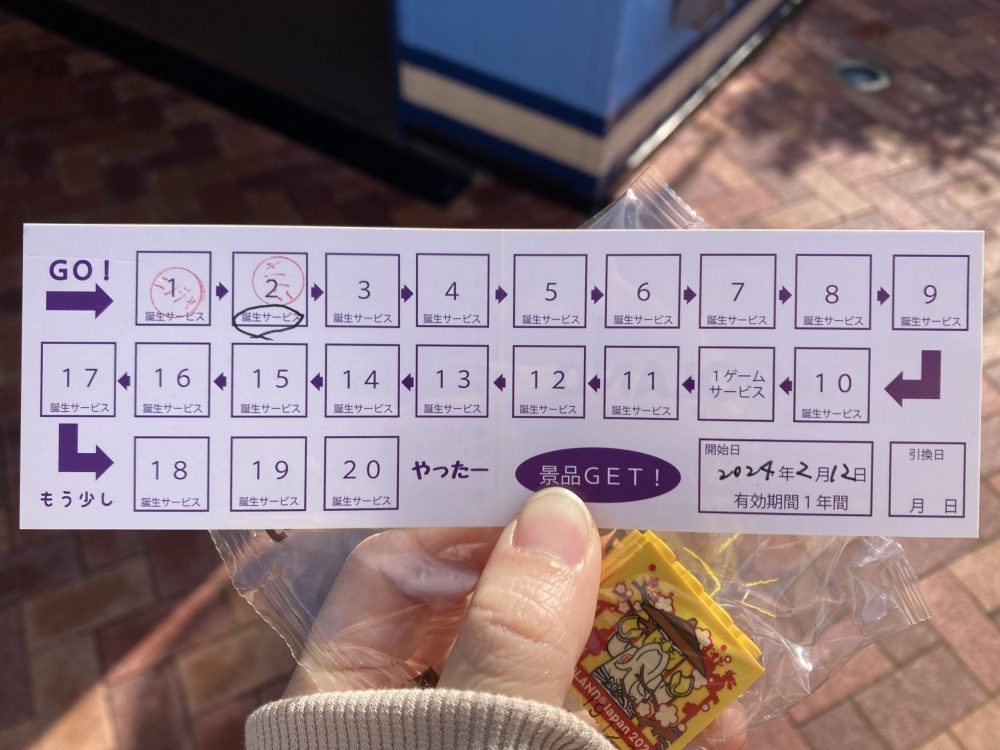 GO!
1
誕生サービス
2
誕生サービス
3
誕生サービス
4
誕生サービス
5
誕生サービス
6
誕生サービス
7
誕生サービス
8
誕生サービス
9
誕生サービス
10
誕生サービス
1ゲーム
サービス
11
誕生サービス
12
誕生サービス
13
誕生サービス
14
誕生サービス
15
誕生サービス
16
誕生サービス
17
誕生サービス
もう少し
18
誕生サービス
19
誕生サービス
20
誕生サービス
やったー
景品GET!
開始日
2024年2月12日
有効期間1年間
引換日
月 日
LAND®Japan 202